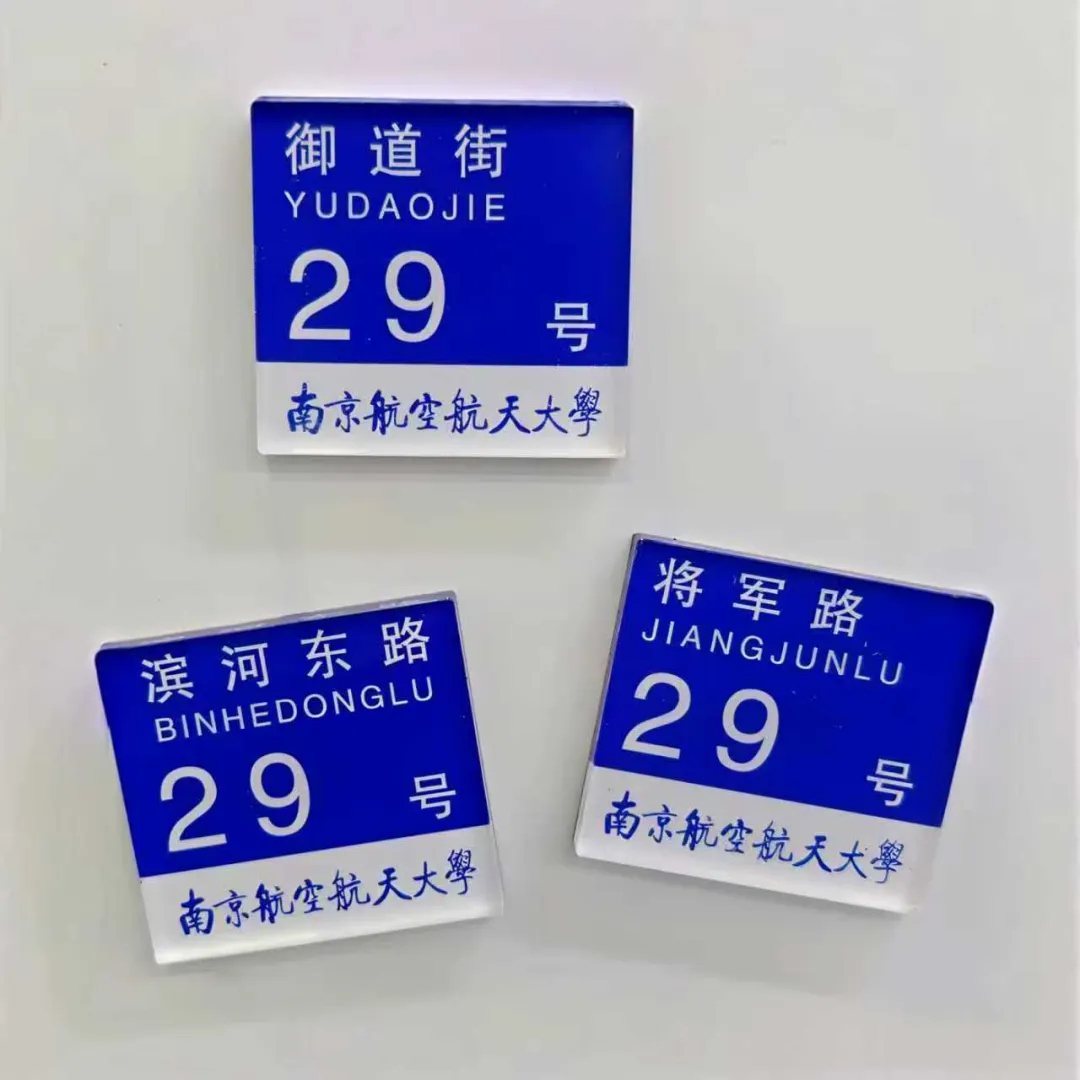 御道街
YUDAOJIE
29 号
南京航空航天大學
滨河东路
BINHEDONGLU
29 号
南京航空航天大學
将军路
JIANGJUNLU
29 号
南京航空航天大學